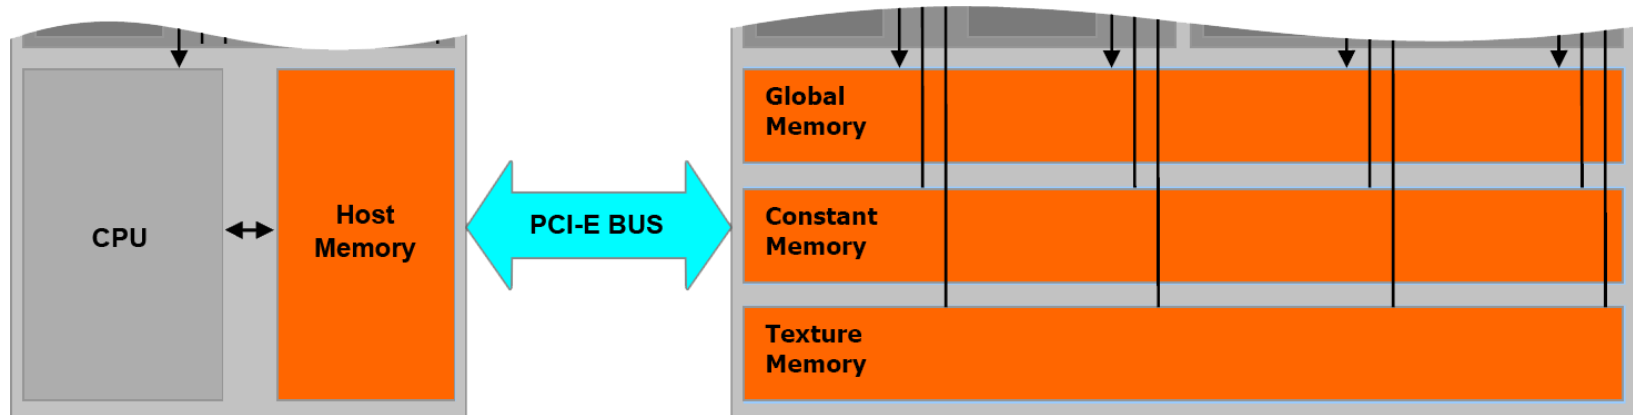 CPU
Host
Memory
PCI-E BUS
Global
Memory
Constant
Memory
Texture
Memory